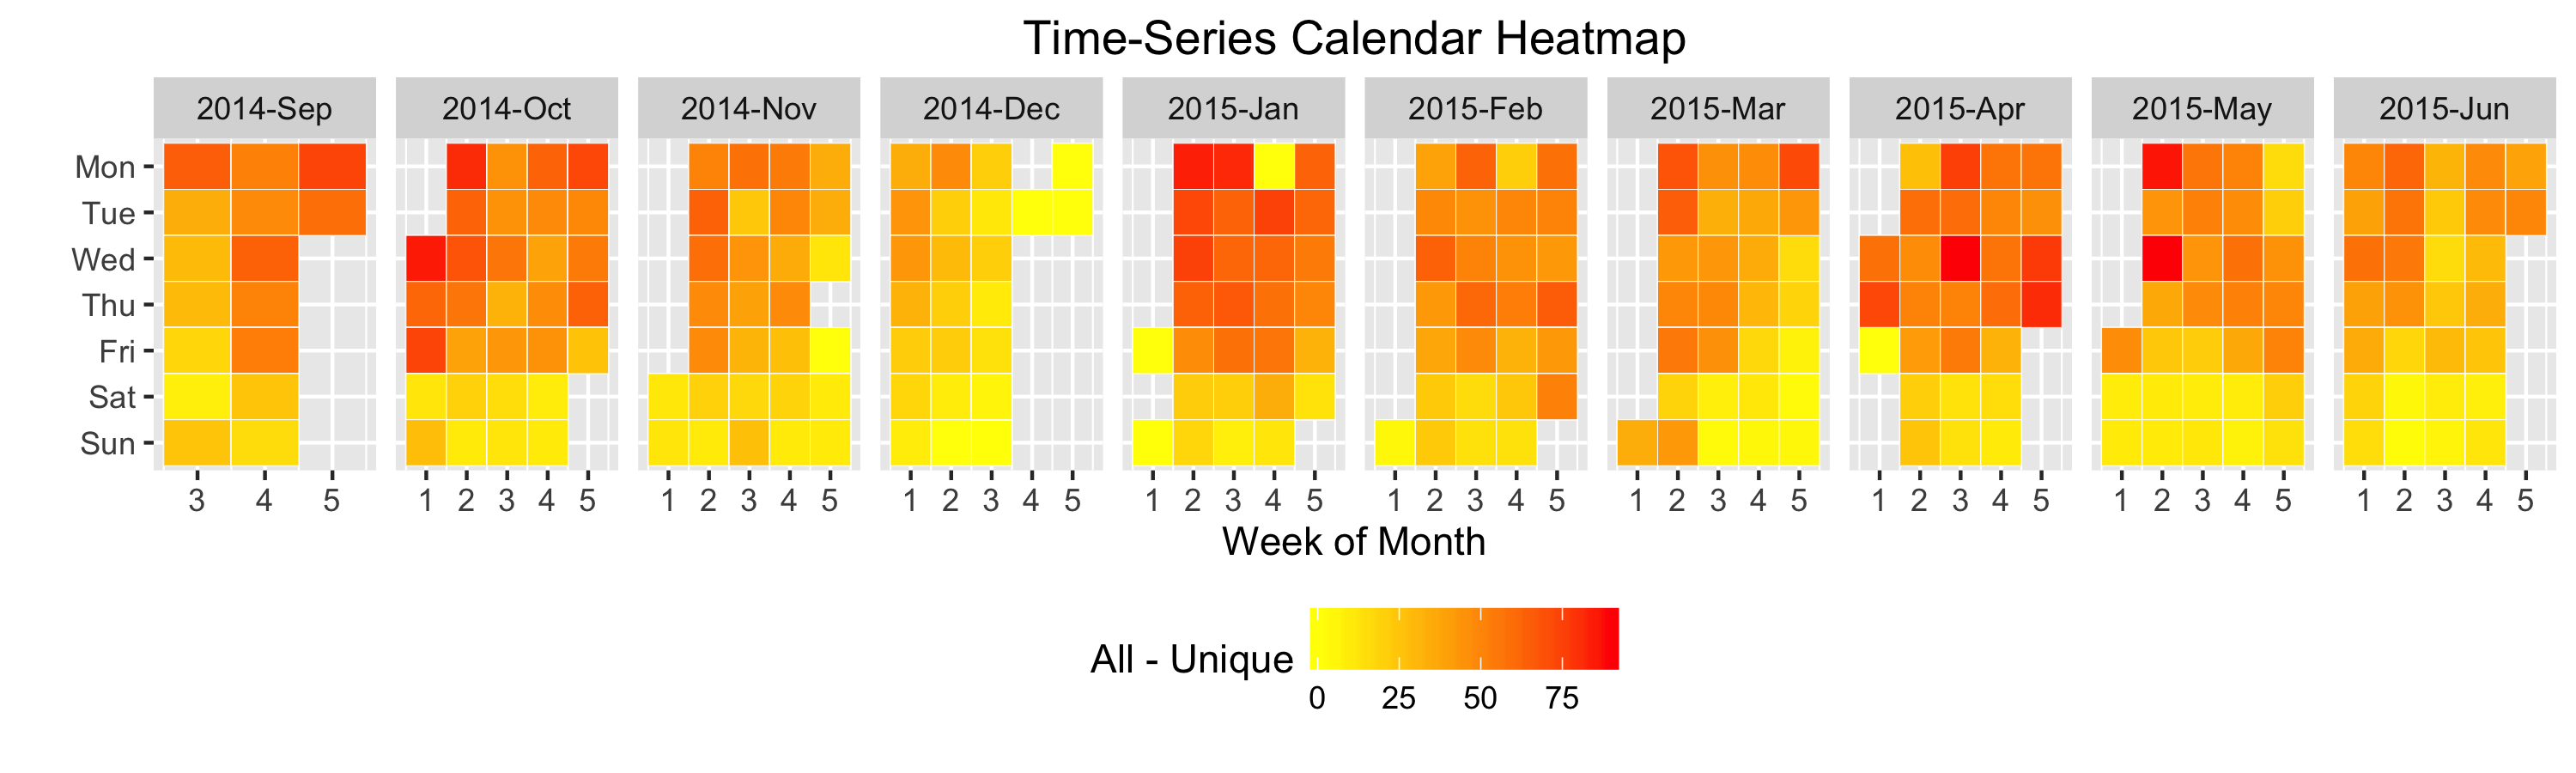 Time-Series Calendar Heatmap
2014-Sep 2014-Oct 2014-Nov 2014-Dec 2015-Jan 2015-Feb 2015-Mar 2015-Apr 2015-May 2015-Jun
Mon
Tue
Wed
Thu
Fri
Sat
Sun
3 4 5 1 2 3 4 5 1 2 3 4 5 1 2 3 4 5 1 2 3 4 5 1 2 3 4 5 1 2 3 4 5 1 2 3 4 5 1 2 3 4 5 1 2 3 4 5
Week of Month
All - Unique
0 25 50 75